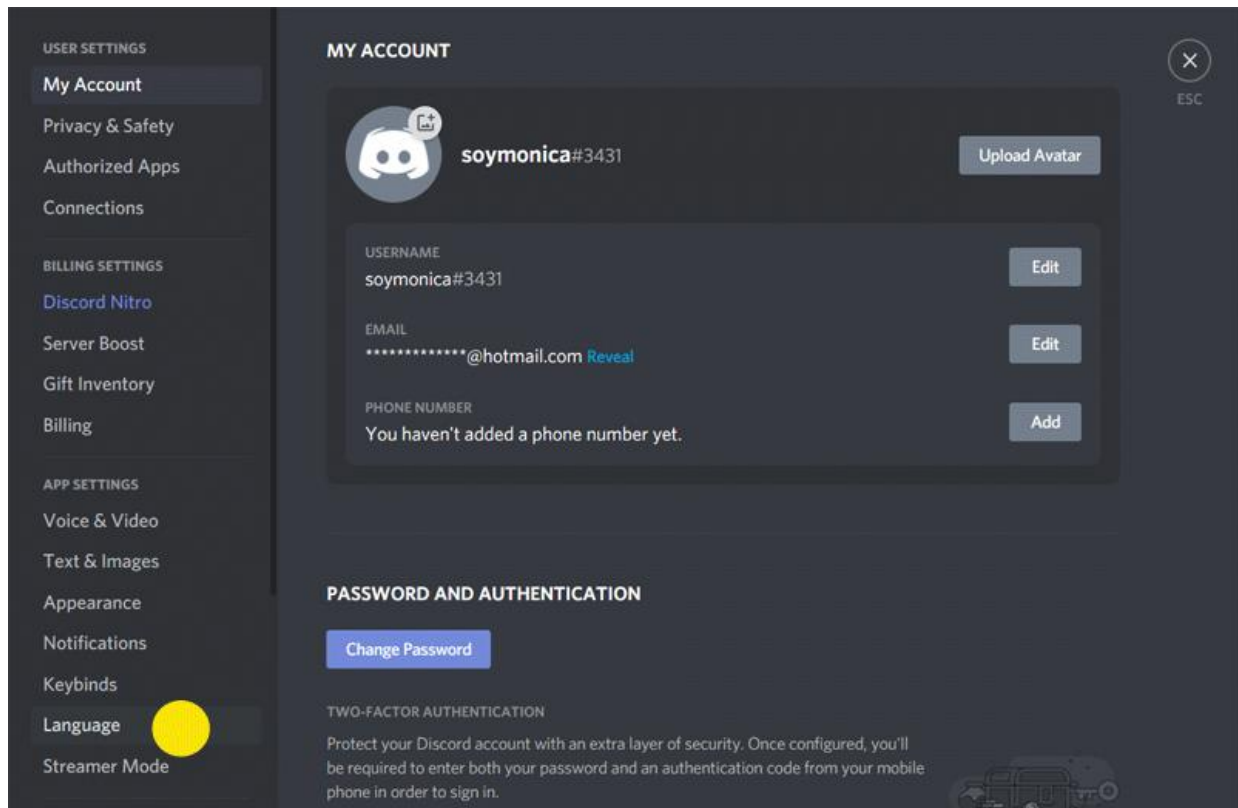 USER SETTINGS
My Account
Privacy & Safety
Authorized Apps
Connections
BILLING SETTINGS
Discord Nitro
Server Boost
Gift Inventory
Billing
APP SETTINGS
Voice & Video
Text & Images
Appearance
Notifications
Keybinds
Language
Streamer Mode
MY ACCOUNT
ESC
soymonica#3431
Upload Avatar
USERNAME
soymonica#3431
Edit
EMAIL
*************@hotmail.com Reveal
Edit
PHONE NUMBER
You haven't added a phone number yet.
Add
PASSWORD AND AUTHENTICATION
Change Password
TWO-FACTOR AUTHENTICATION
Protect your Discord account with an extra layer of security. Once configured, you'll
be required to enter both your password and an authentication code from your mobile
phone in order to sign in.